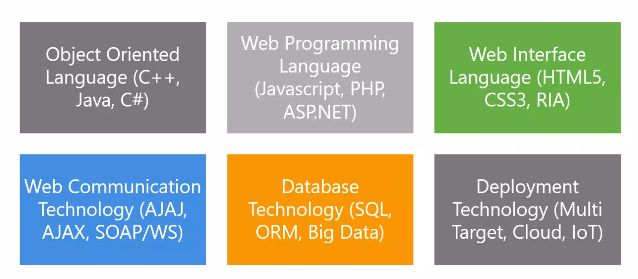 Object Oriented
Language (C++,
Java, C#)
Web Programming
Language
(Javascript, PHP,
ASP.NET)
Web Interface
Language (HTML5,
CSS3, RIA)
Web Communication
Technology (AJAJ,
AJAX, SOAP/WS)
Database
Technology (SQL,
ORM, Big Data)
Deployment
Technology (Multi
Target, Cloud, IoT)